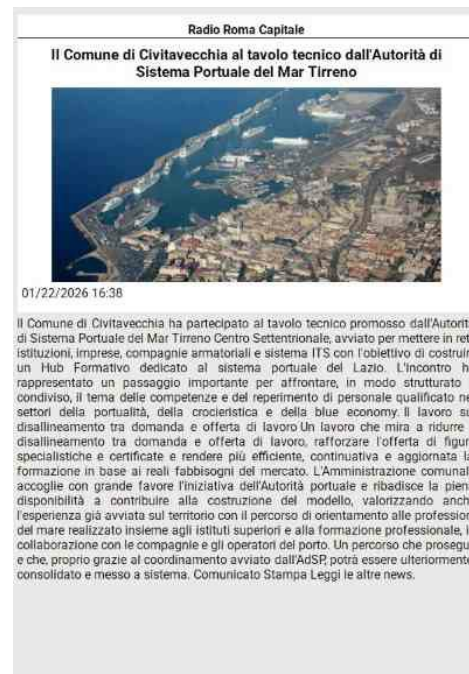 Radio Roma Capitale
Il Comune di Civitavecchia al tavolo tecnico dall'Autorità di
Sistema Portuale del Mar Tirreno
01/22/2026 16:38
Il Comune di Civitavecchia ha partecipato al tavolo tecnico promosso dall'Autorit
di Sistema Portuale del Mar Tirreno Centro Settentrionale, avviato per mettere in ret
istituzioni, imprese, compagnie armatoriali e sistema ITS con l'obiettivo di costruir
un Hub Formativo dedicato al sistema portuale del Lazio. L'incontro h
rappresentato un passaggio importante per affrontare, in modo strutturato
condiviso, il tema delle competenze e del reperimento di personale qualificato ne
settori della portualità, della crocieristica e della blue economy. Il lavoro su
disallineamento tra domanda e offerta di lavoro Un lavoro che mira a ridurre
disallineamento tra domanda e offerta di lavoro, rafforzare l'offerta di figur
specialistiche e certificate e rendere più efficiente, continuativa e aggiornata la
formazione in base ai reali fabbisogni del mercato. L'Amministrazione comunal
accoglie con grande favore l'iniziativa dell'Autorità portuale e ribadisce la pien
disponibilità a contribuire alla costruzione del modello, valorizzando anch
l'esperienza già avviata sul territorio con il percorso di orientamento alle profession
del mare realizzato insieme agli istituti superiori e alla formazione professionale, i
collaborazione con le compagnie e gli operatori del porto. Un percorso che prosegu
e che, proprio grazie al coordinamento avviato dall'AdSP, potrà essere ulteriormente
consolidato e messo a sistema. Comunicato Stampa Leggi le altre news.